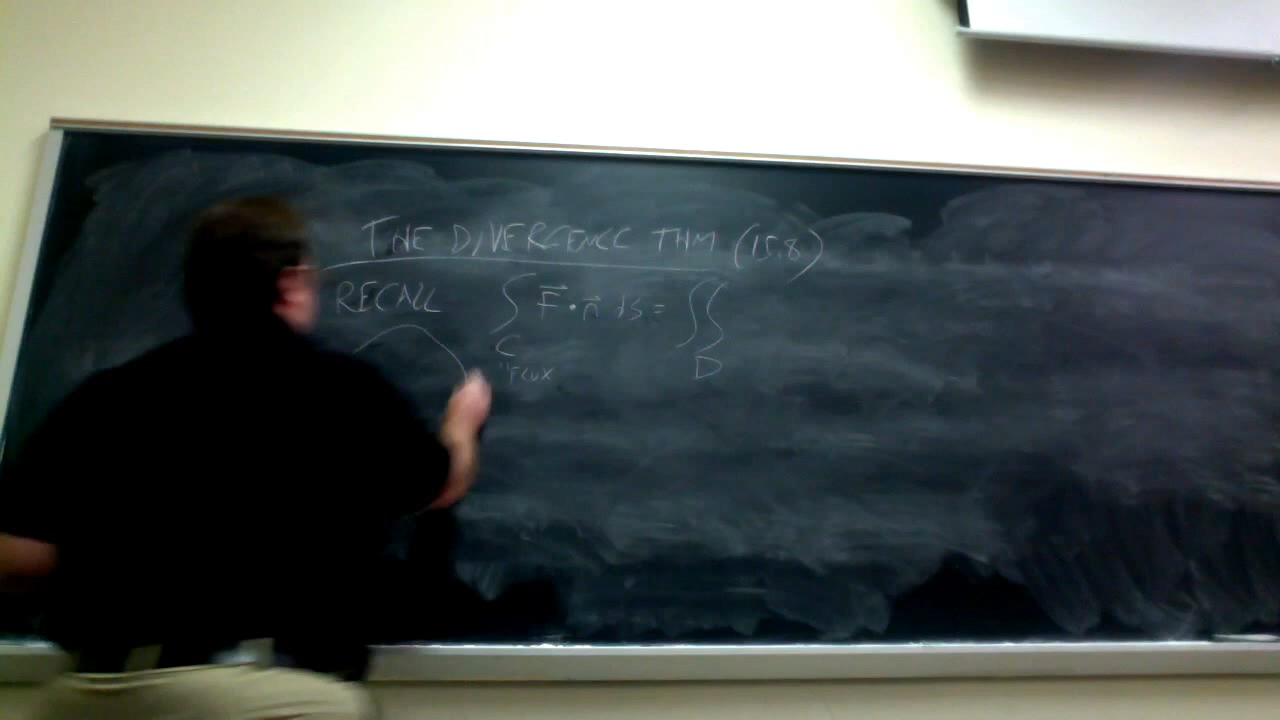 THE DIVERGENCE THM (15.8)
RECALL ∫ F⃗ · n⃗ ds = ∬
C D
"FLUX